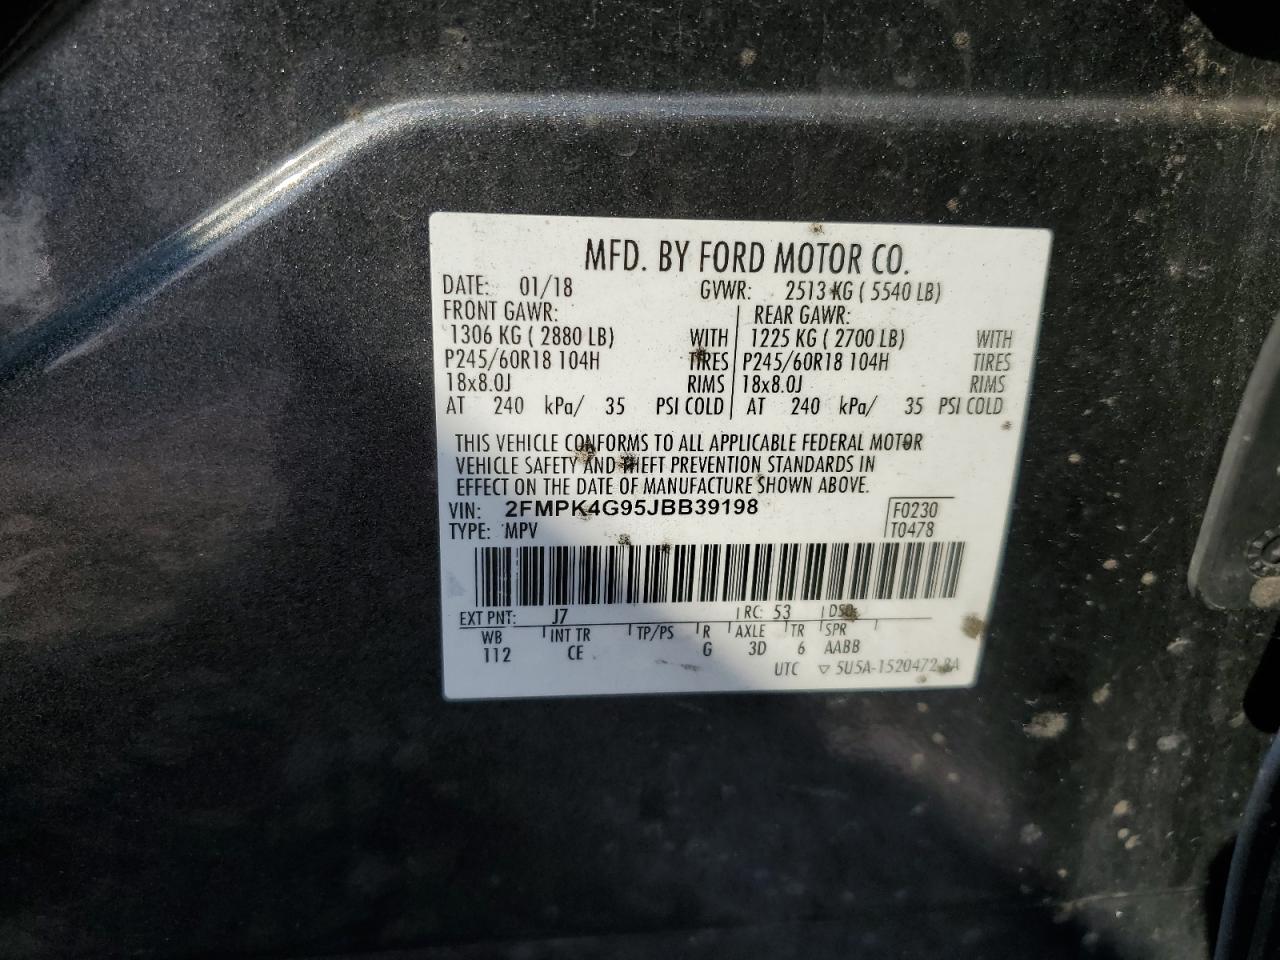 MFD. BY FORD MOTOR CO.
DATE: 01/18 GVWR: 2513 KG ( 5540 LB)
FRONT GAWR: REAR GAWR:
1306 KG ( 2880 LB) WITH 1225 KG ( 2700 LB) WITH
P245/60R18 104H TIRES P245/60R18 104H TIRES
18x8.0J RIMS 18x8.0J RIMS
AT 240 kPa/ 35 PSI COLD AT 240 kPa/ 35 PSI COLD
THIS VEHICLE CONFORMS TO ALL APPLICABLE FEDERAL MOTOR
VEHICLE SAFETY AND THEFT PREVENTION STANDARDS IN
EFFECT ON THE DATE OF MANUFACTURE SHOWN ABOVE.
VIN: 2FMPK4G95JBB39198 F0230
TYPE: MPV T0478
EXT PNT: J7 RC: 53
WB INT TR TP/PS R AXLE TR SPR
112 CE G 3D 6 AABB
UTC ▽